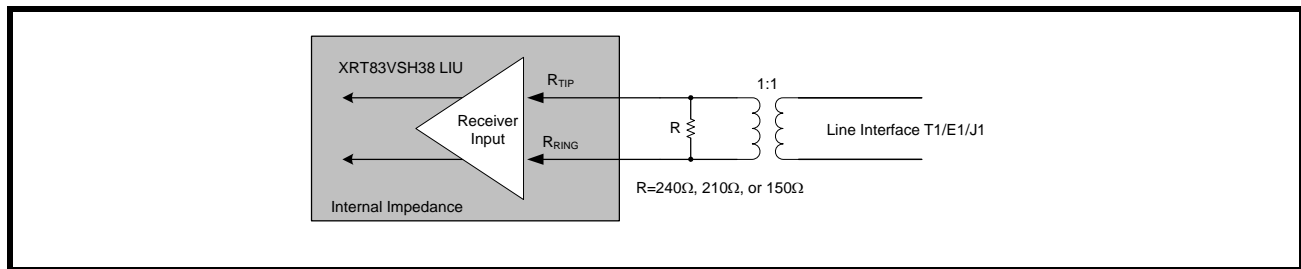 XRT83VSH38 LIU
RTIP
1:1
Receiver
Input
R
Line Interface T1/E1/J1
RRING
R=240Ω, 210Ω, or 150Ω
Internal Impedance